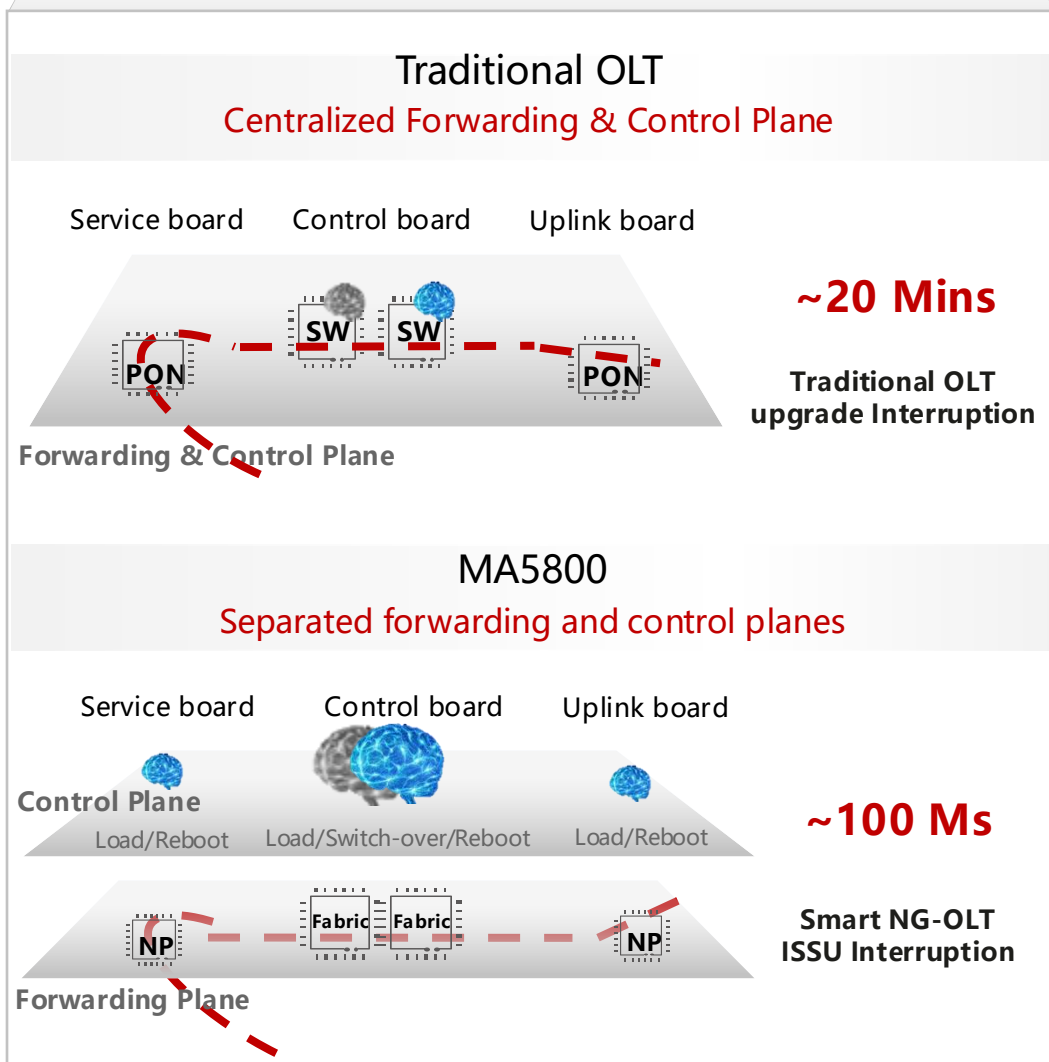 Traditional OLT
Centralized Forwarding & Control Plane
Service board
Control board
Uplink board
SW
SW
PON
PON
~20 Mins
Traditional OLT
upgrade Interruption
Forwarding & Control Plane
MA5800
Separated forwarding and control planes
Service board
Control board
Uplink board
Control Plane
Load/Reboot
Load/Switch-over/Reboot
Load/Reboot
~100 Ms
Fabric
Fabric
NP
NP
Smart NG-OLT
ISSU Interruption
Forwarding Plane